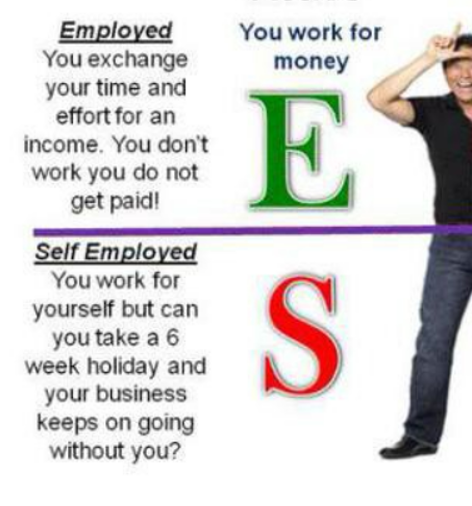 Employed
You exchange
your time and
effort for an
income. You don't
work you do not
get paid!
You work for
money
E
Self Employed
You work for
yourself but can
you take a 6
week holiday and
your business
keeps on going
without you?
S